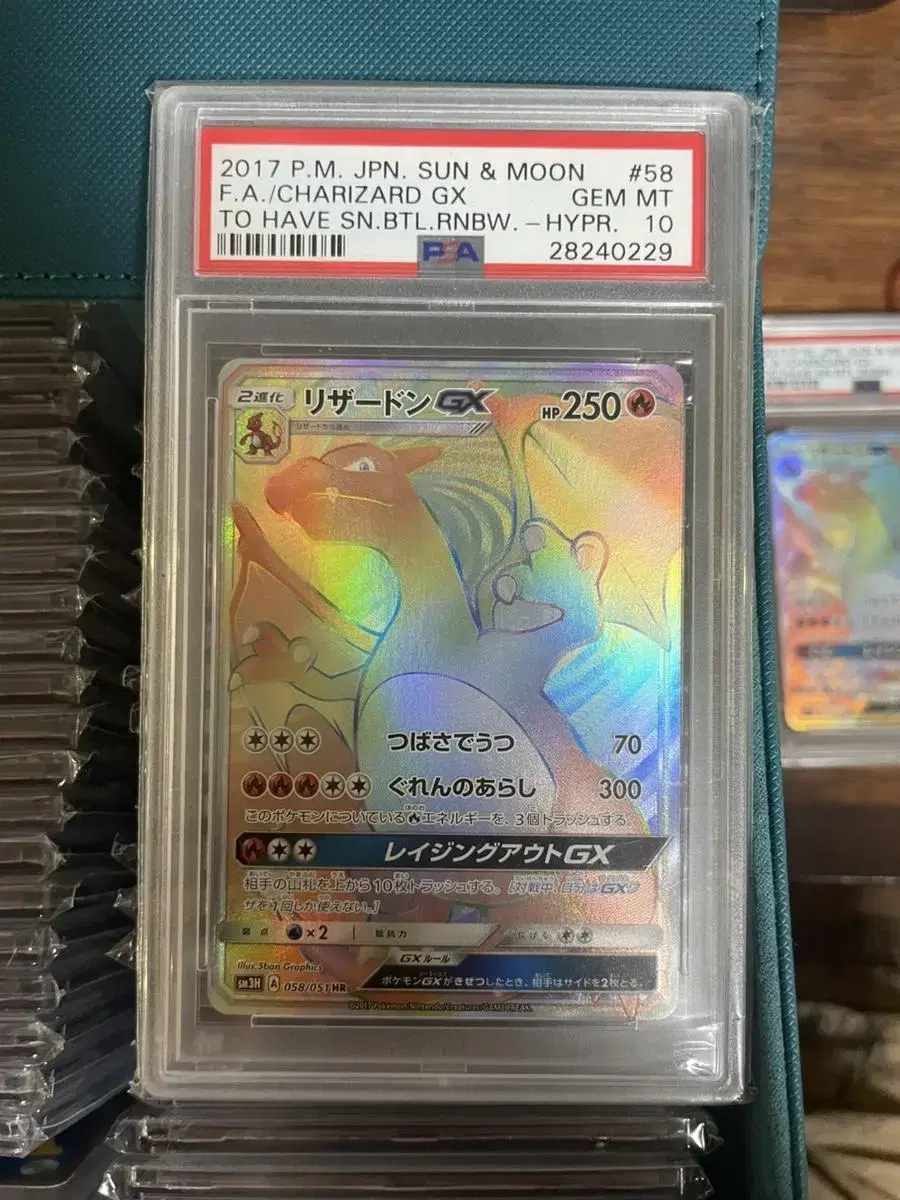 2017 P.M. JPN. SUN & MOON #58
F.A./CHARIZARD GX GEM MT
TO HAVE SN.BTL.RNBW.-HYPR. 10
PSA 28240229
2進化 リザードンGX HP250
リザードから進化
つばさでうつ 70
ぐれんのあらし 300
このポケモンについている エネルギーを、3個トラッシュする。
レイジングアウトGX
相手の山札を上から10枚トラッシュする。[対戦中、自分はGXワ
ザを1回しか使えない。]
弱点 ×2 抵抗力 にげる
GXルール
ポケモンGXがきぜつしたとき、相手はサイドを2枚とる。
Illus. 5ban Graphics
SM3H A 058/051 HR
©2017 Pokémon/Nintendo/Creatures/GAME FREAK.